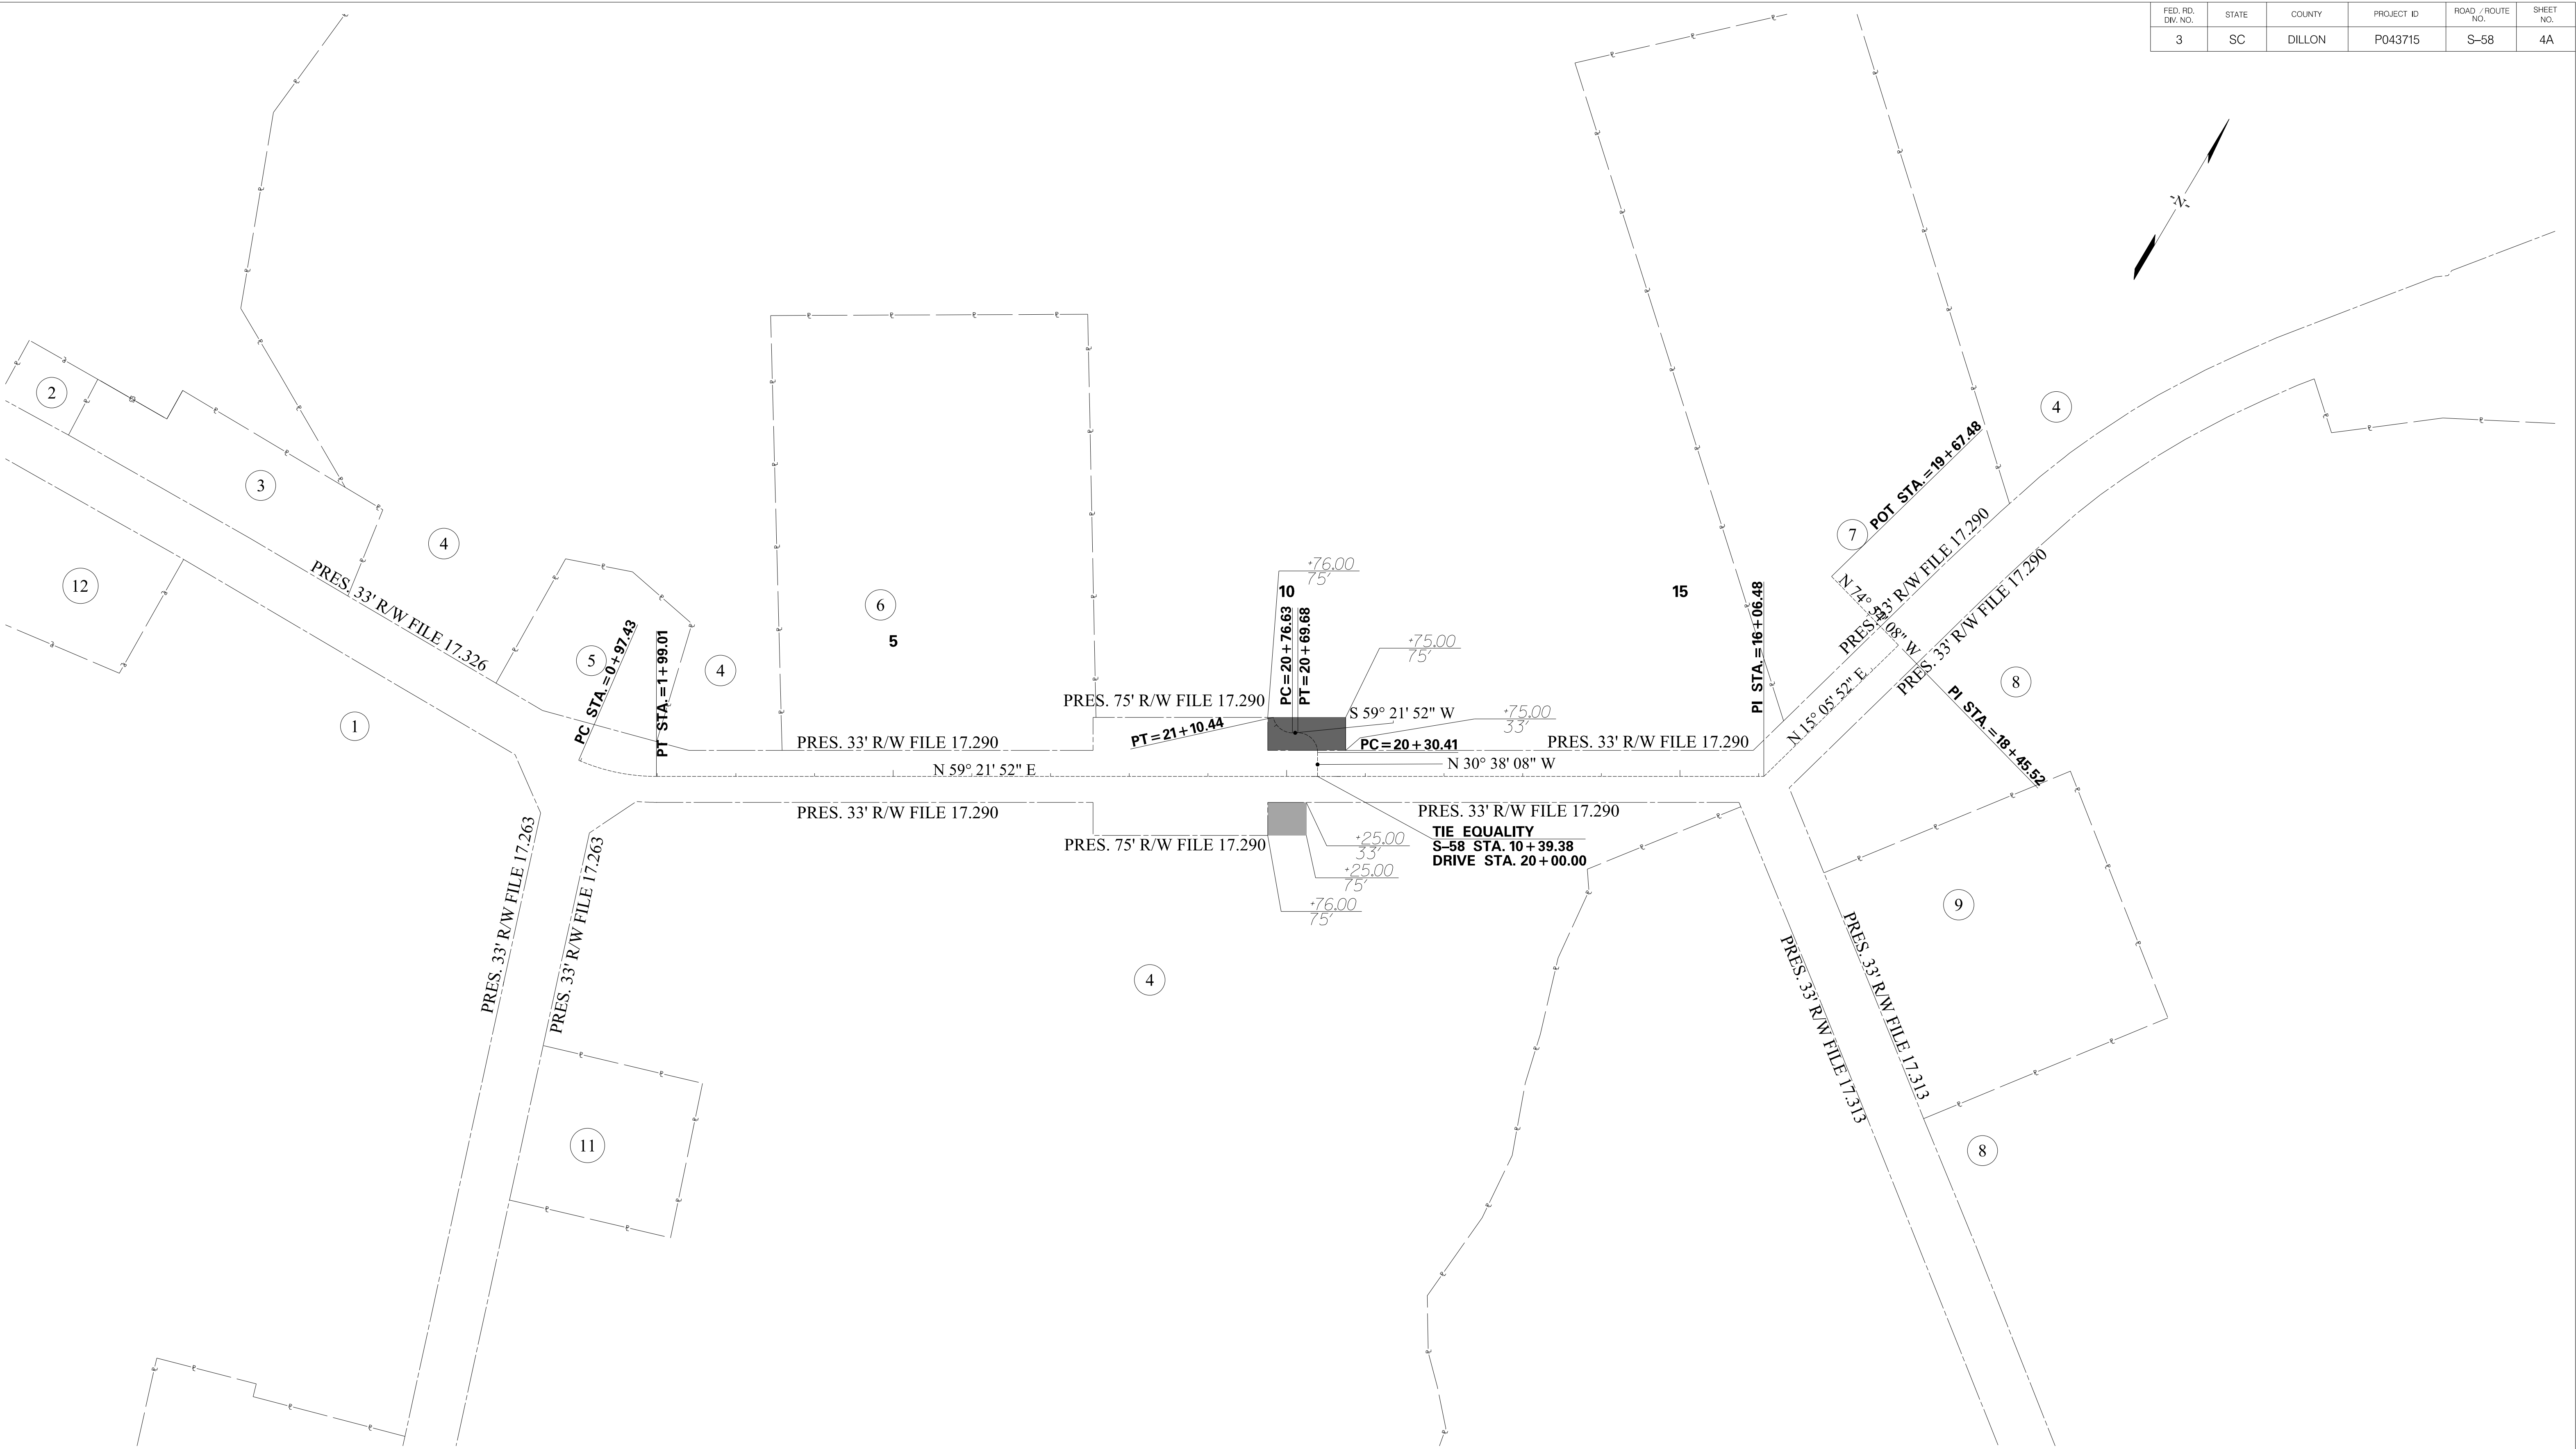 FED. RD. DIV. NO.
STATE
COUNTY
PROJECT ID
ROAD / ROUTE NO.
SHEET NO.
3
SC
DILLON
P043715
S-58
4A
-N-
2
3
4
12
1
PRES. 33' R/W FILE 17.326
5
PC STA. = 0+97.43
PT STA. = 1+99.01
4
6
5
PRES. 33' R/W FILE 17.290
N 59° 21' 52" E
PRES. 33' R/W FILE 17.290
PRES. 75' R/W FILE 17.290
PT = 21+10.44
PRES. 75' R/W FILE 17.290
+76.00
75'
10
PC = 20+76.63
PT = 20+69.68
+75.00
75'
S 59° 21' 52" W
+75.00
33'
PC = 20+30.41
N 30° 38' 08" W
PRES. 33' R/W FILE 17.290
PRES. 33' R/W FILE 17.290
+25.00
33'
+25.00
75'
+76.00
75'
TIE EQUALITY
S-58 STA. 10+39.38
DRIVE STA. 20+00.00
15
PI STA. = 16+06.48
N 15° 05' 52" E
7
POT STA. = 19+67.48
N 74° 54' 08" W
PRES. 33' R/W FILE 17.290
PRES. 33' R/W FILE 17.290
4
8
PI STA. = 18+45.52
9
PRES. 33' R/W FILE 17.313
PRES. 33' R/W FILE 17.313
8
PRES. 33' R/W FILE 17.263
PRES. 33' R/W FILE 17.263
4
11